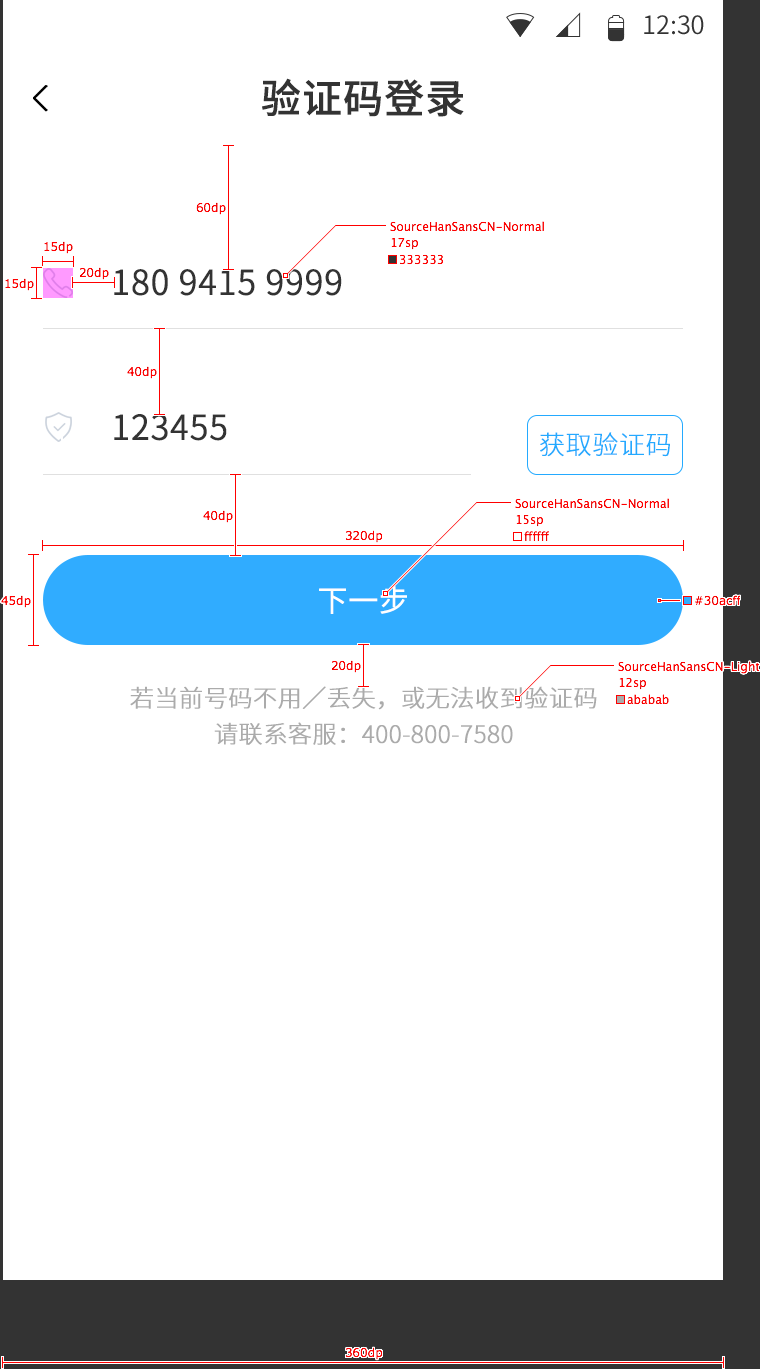 12:30
验证码登录
60dp
SourceHanSansCN-Normal
17sp
333333
15dp
15dp
20dp
180 9415 9999
40dp
123455
获取验证码
40dp
SourceHanSansCN-Normal
15sp
ffffff
320dp
45dp
下一步
#30acff
20dp
SourceHanSansCN-Light
12sp
ababab
若当前号码不用／丢失，或无法收到验证码
请联系客服：400-800-7580
360dp